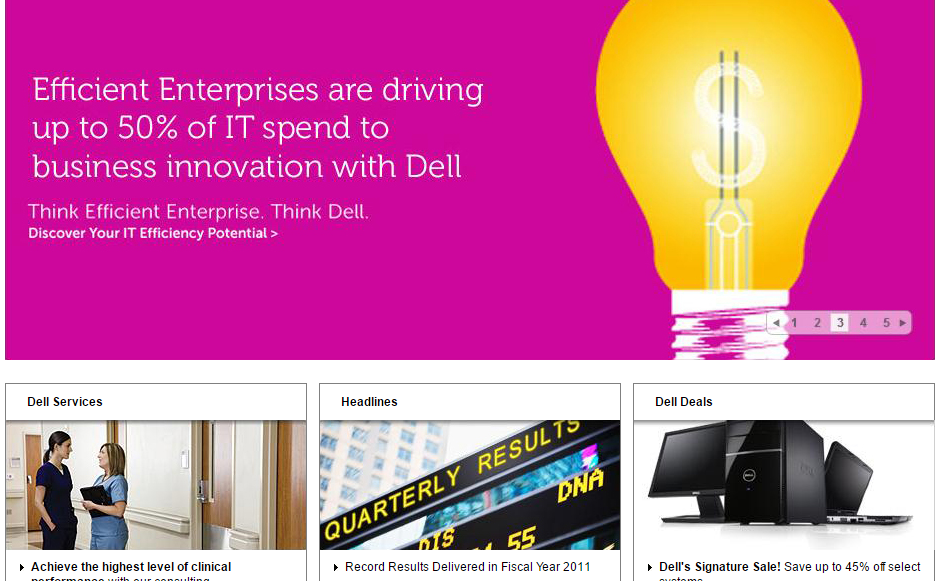 Efficient Enterprises are driving
up to 50% of IT spend to
business innovation with Dell
Think Efficient Enterprise. Think Dell.
Discover Your IT Efficiency Potential >
$
1 2 3 4 5
Dell Services
Headlines
Dell Deals
QUARTERLY RESULTS
DNA
DIS
55
DELL
Achieve the highest level of clinical
performance with our consulting
Record Results Delivered in Fiscal Year 2011
Dell's Signature Sale! Save up to 45% off select
systems